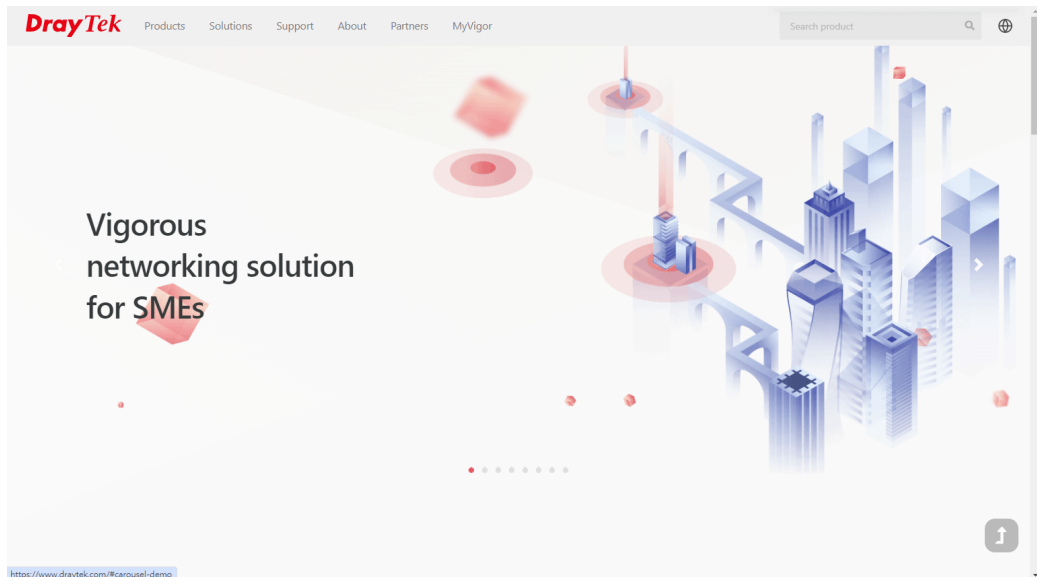 DrayTek Products Solutions Support About Partners MyVigor Search product
Vigorous
networking solution
for SMEs
https://www.draytek.com/#carousel-demo